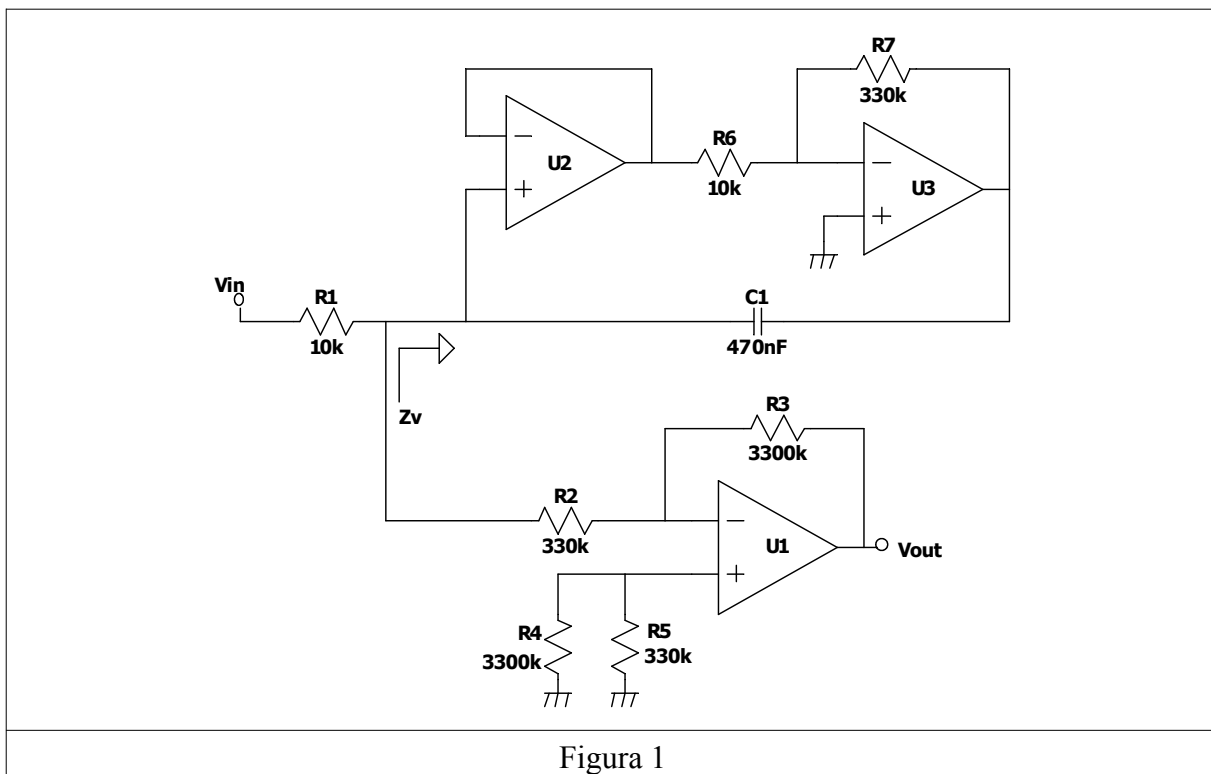 R7
330k
R6
10k
U2
U3
Vin
R1
10k
C1
470nF
Zv
R3
3300k
R2
330k
U1
Vout
R4
3300k
R5
330k
Figura 1